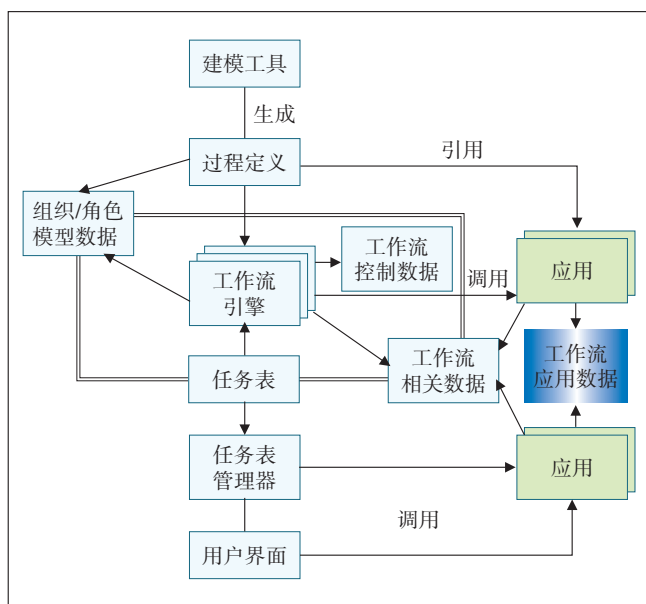 建模工具
生成
过程定义
引用
组织/角色
模型数据
工作流
控制数据
应用
工作流
引擎
调用
任务表
工作流
相关数据
工作流
应用数据
任务表
管理器
应用
调用
用户界面